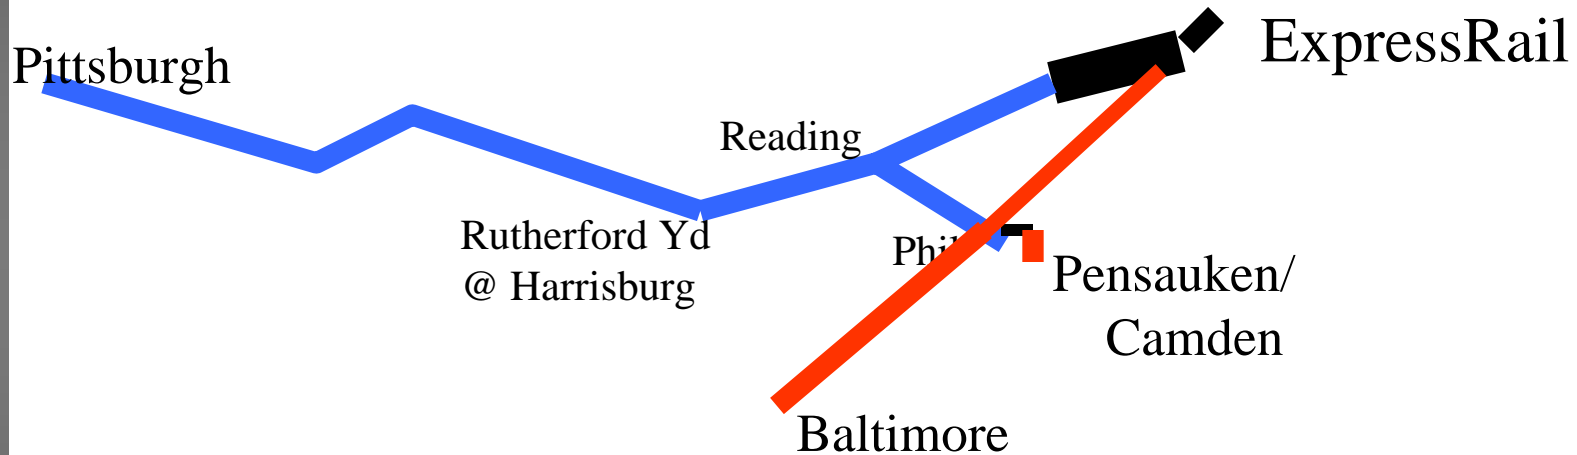 ExpressRail
Pittsburgh
Reading
Rutherford Yd
@ Harrisburg
Pensauken/
Camden
Baltimore